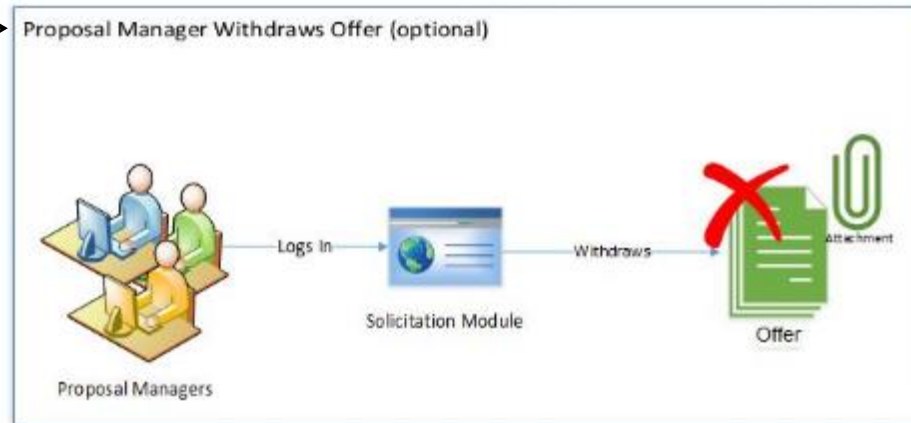 Proposal Manager Withdraws Offer (optional)
Attachment
Logs In
Withdraws
Solicitation Module
Offer
Proposal Managers